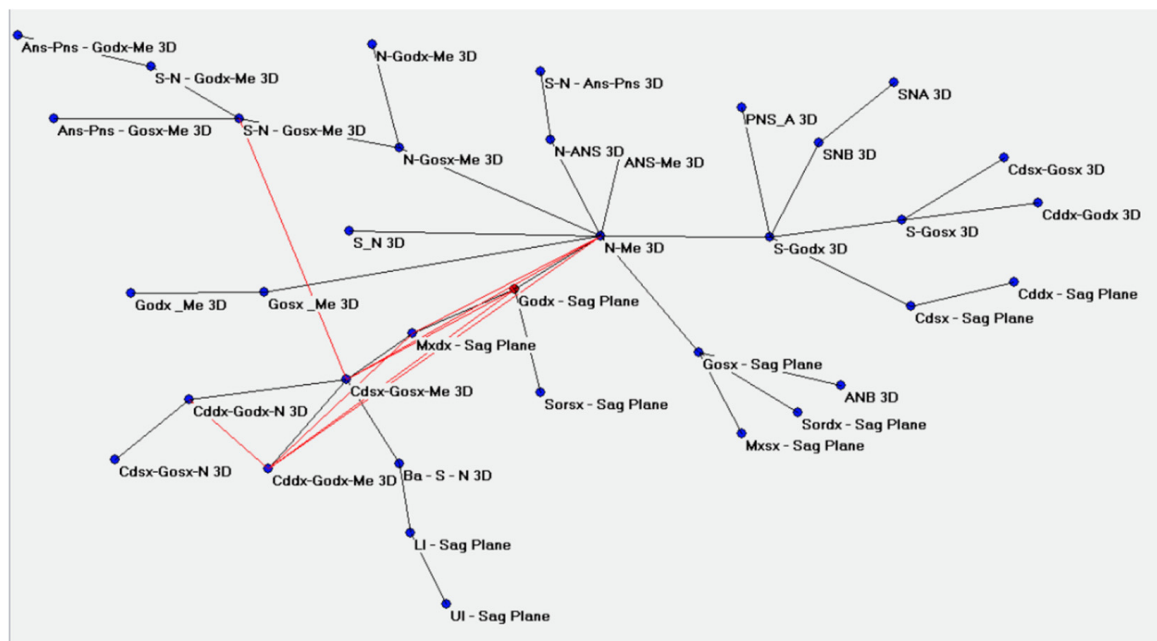 Ans-Pns - Godx-Me 3D
N-Godx-Me 3D
S-N - Godx-Me 3D
S-N - Ans-Pns 3D
SNA 3D
PNS_A 3D
Ans-Pns - Gosx-Me 3D
S-N - Gosx-Me 3D
N-ANS 3D
SNB 3D
N-Gosx-Me 3D
ANS-Me 3D
Cdsx-Gosx 3D
Cddx-Godx 3D
S_N 3D
N-Me 3D
S-Godx 3D
S-Gosx 3D
Godx _Me 3D
Gosx _Me 3D
Godx - Sag Plane
Cddx - Sag Plane
Cdsx - Sag Plane
Mxdx - Sag Plane
Gosx - Sag Plane
Cdsx-Gosx-Me 3D
Sorsx - Sag Plane
ANB 3D
Cddx-Godx-N 3D
Sordx - Sag Plane
Mxsx - Sag Plane
Cdsx-Gosx-N 3D
Cddx-Godx-Me 3D
Ba - S - N 3D
LI - Sag Plane
UI - Sag Plane